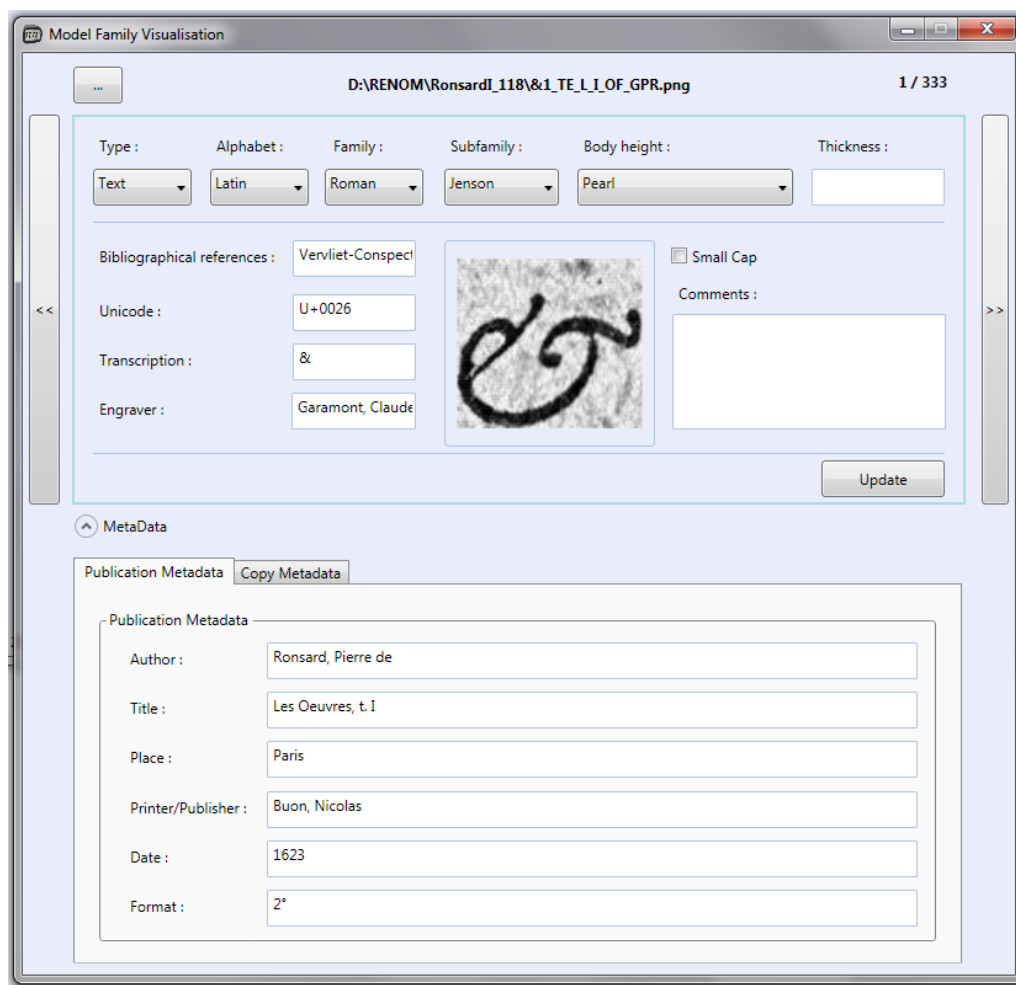 Model Family Visualisation
... D:\RENOM\RonsardI_118\&1_TE_L_I_OF_GPR.png 1 / 333
Type : Alphabet : Family : Subfamily : Body height : Thickness :
Text Latin Roman Jenson Pearl
Bibliographical references : Vervliet-Conspect
Small Cap
Comments :
<< >>
Unicode : U+0026
Transcription : &
&
Engraver : Garamont, Claude
Update
MetaData
Publication Metadata Copy Metadata
Publication Metadata
Author : Ronsard, Pierre de
Title : Les Oeuvres, t. I
Place : Paris
Printer/Publisher : Buon, Nicolas
Date : 1623
Format : 2°